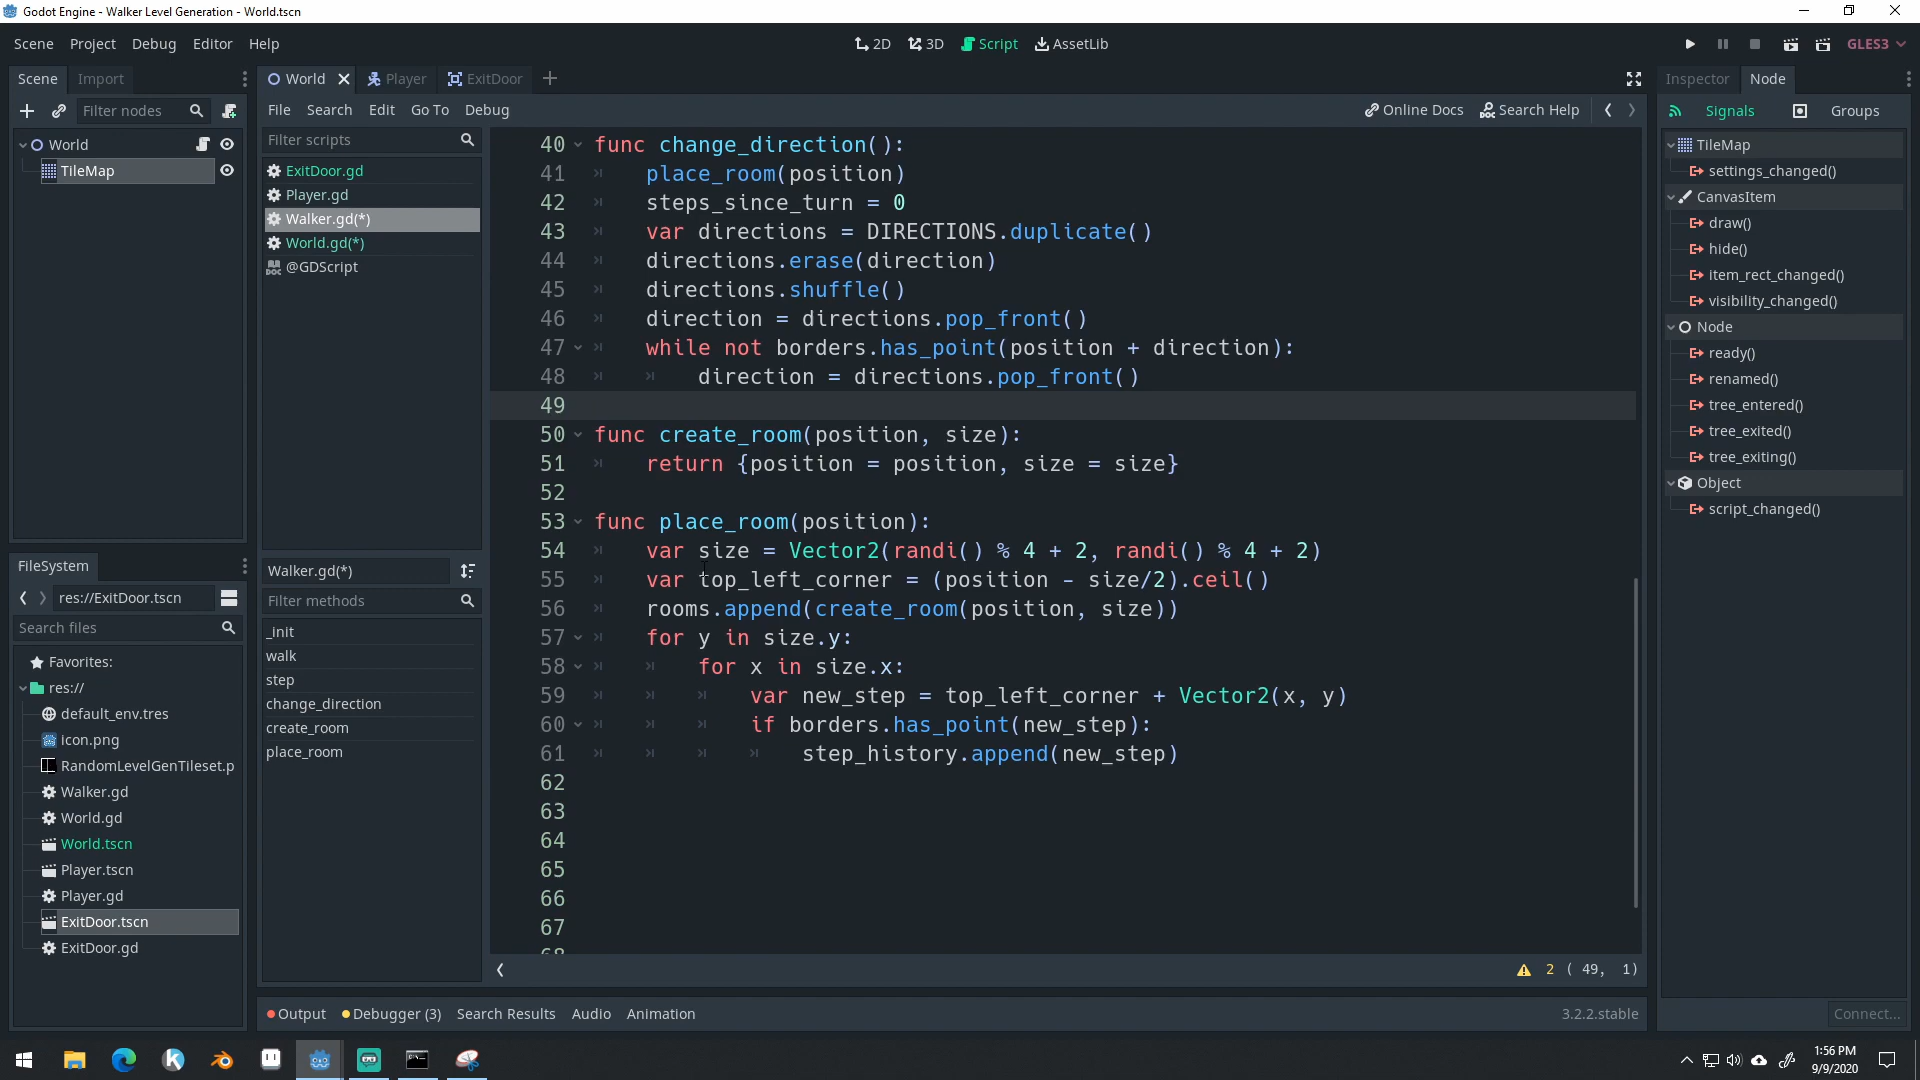 Godot Engine - Walker Level Generation - World.tscn
Scene Project Debug Editor Help
2D 3D Script AssetLib
GLES3
Scene Import
Filter nodes
World
TileMap
FileSystem
res://ExitDoor.tscn
Search files
Favorites:
res://
default_env.tres
icon.png
RandomLevelGenTileset.p
Walker.gd
World.gd
World.tscn
Player.tscn
Player.gd
ExitDoor.tscn
ExitDoor.gd
World Player ExitDoor
File Search Edit Go To Debug
Online Docs Search Help
Filter scripts
ExitDoor.gd
Player.gd
Walker.gd(*)
World.gd(*)
@GDScript
Walker.gd(*)
Filter methods
_init
walk
step
change_direction
create_room
place_room
40 func change_direction():
41 place_room(position)
42 steps_since_turn = 0
43 var directions = DIRECTIONS.duplicate()
44 directions.erase(direction)
45 directions.shuffle()
46 direction = directions.pop_front()
47 while not borders.has_point(position + direction):
48 direction = directions.pop_front()
49
50 func create_room(position, size):
51 return {position = position, size = size}
52
53 func place_room(position):
54 var size = Vector2(randi() % 4 + 2, randi() % 4 + 2)
55 var top_left_corner = (position - size/2).ceil()
56 rooms.append(create_room(position, size))
57 for y in size.y:
58 for x in size.x:
59 var new_step = top_left_corner + Vector2(x, y)
60 if borders.has_point(new_step):
61 step_history.append(new_step)
62
63
64
65
66
67
68
2 ( 49, 1)
Output Debugger (3) Search Results Audio Animation
3.2.2.stable
Inspector Node
Signals Groups
TileMap
settings_changed()
CanvasItem
draw()
hide()
item_rect_changed()
visibility_changed()
Node
ready()
renamed()
tree_entered()
tree_exited()
tree_exiting()
Object
script_changed()
Connect...
1:56 PM
9/9/2020